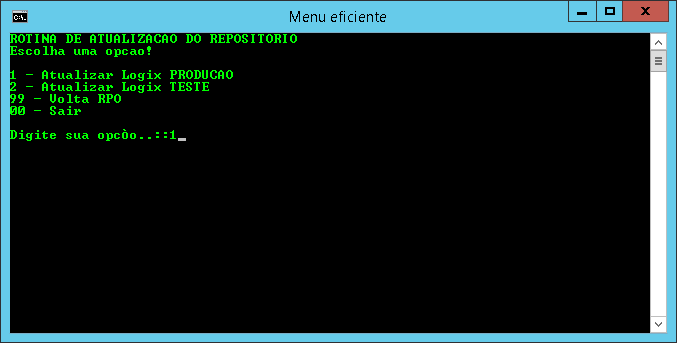 Menu eficiente
ROTINA DE ATUALIZACAO DO REPOSITORIO
Escolha uma opcao!
1 - Atualizar Logix PRODUCAO
2 - Atualizar Logix TESTE
99 - Volta RPO
00 - Sair
Digite sua opcòo..::1